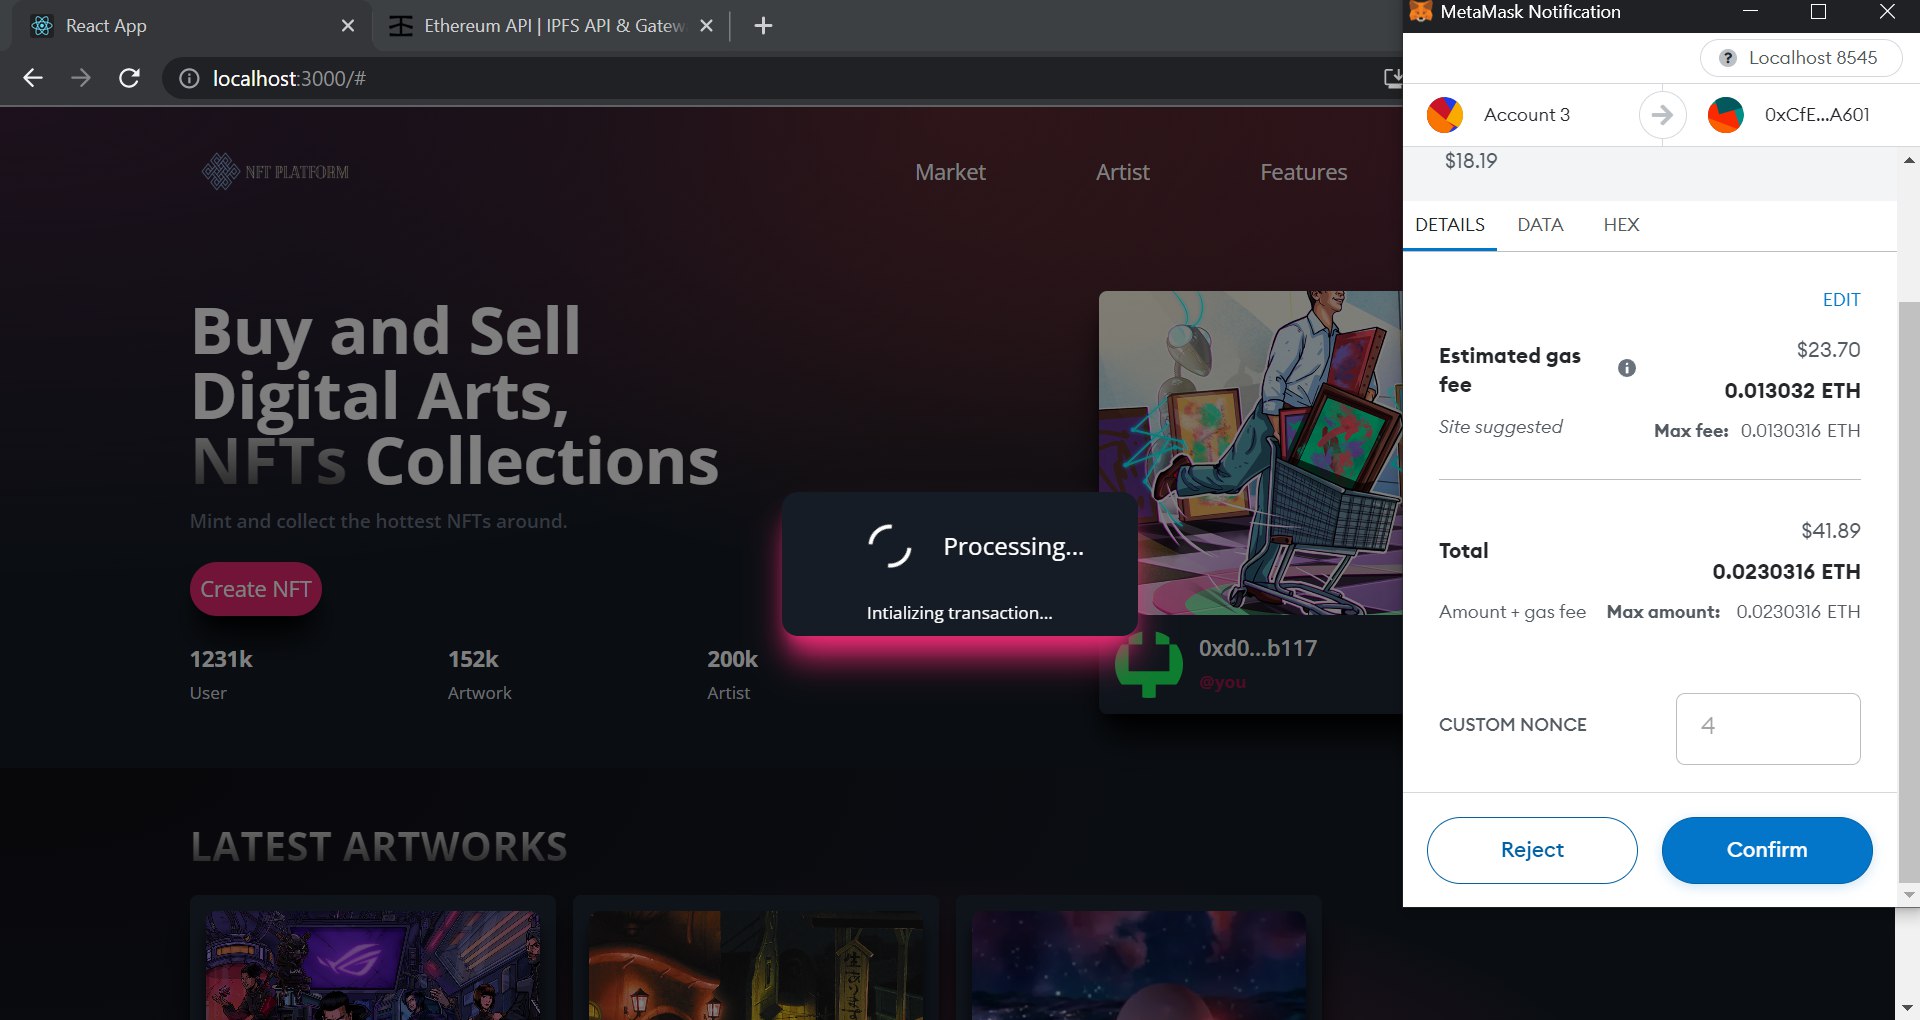 React App
Ethereum API | IPFS API & Gatew
localhost:3000/#
NFT PLATFORM
Market
Artist
Features
Buy and Sell
Digital Arts,
NFTs Collections
Mint and collect the hottest NFTs around.
Create NFT
1231k
User
152k
Artwork
200k
Artist
Processing...
Intializing transaction...
0xd0...b117
@you
LATEST ARTWORKS
MetaMask Notification
Localhost 8545
Account 3
0xCfE...A601
$18.19
DETAILS
DATA
HEX
EDIT
Estimated gas
fee
$23.70
0.013032 ETH
Site suggested
Max fee: 0.0130316 ETH
Total
$41.89
0.0230316 ETH
Amount + gas fee Max amount: 0.0230316 ETH
CUSTOM NONCE
4
Reject
Confirm